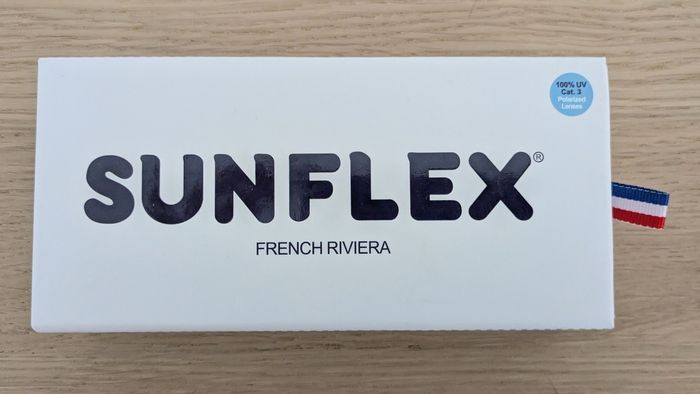 100% UV
Cat. 3
Polarized
Lenses
SUNFLEX®
FRENCH RIVIERA